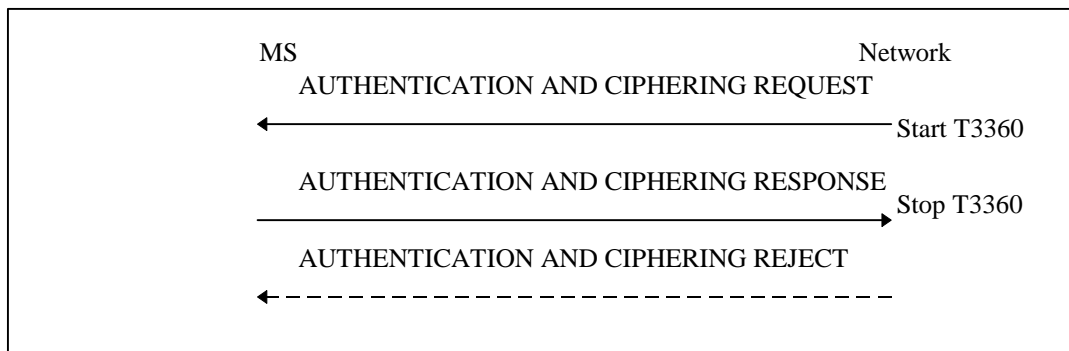 MS Network
AUTHENTICATION AND CIPHERING REQUEST
Start T3360
AUTHENTICATION AND CIPHERING RESPONSE
Stop T3360
AUTHENTICATION AND CIPHERING REJECT